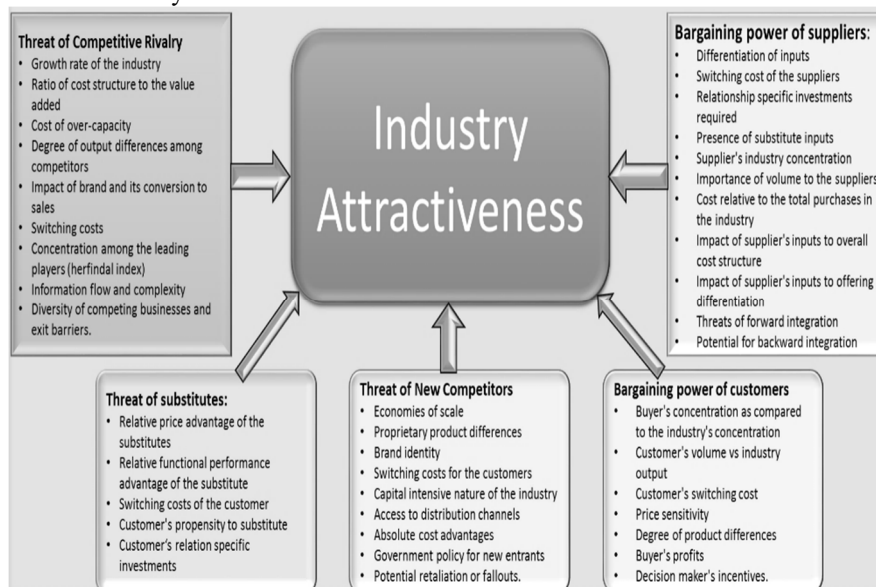 Threat of Competitive Rivalry
• Growth rate of the industry
• Ratio of cost structure to the value
added
• Cost of over-capacity
• Degree of output differences among
competitors
• Impact of brand and its conversion to
sales
• Switching costs
• Concentration among the leading
players (herfindal index)
• Information flow and complexity
• Diversity of competing businesses and
exit barriers.
Industry
Attractiveness
Bargaining power of suppliers:
• Differentiation of inputs
• Switching cost of the suppliers
• Relationship specific investments
required
• Presence of substitute inputs
• Supplier's industry concentration
• Importance of volume to the suppliers
• Cost relative to the total purchases in
the industry
• Impact of supplier's inputs to overall
cost structure
• Impact of supplier's inputs to offering
differentiation
• Threats of forward integration
• Potential for backward integration
Threat of substitutes:
• Relative price advantage of the
substitutes
• Relative functional performance
advantage of the substitute
• Switching costs of the customer
• Customer's propensity to substitute
• Customer's relation specific
investments
Threat of New Competitors
• Economies of scale
• Proprietary product differences
• Brand identity
• Switching costs for the customers
• Capital intensive nature of the industry
• Access to distribution channels
• Absolute cost advantages
• Government policy for new entrants
• Potential retaliation or fallouts.
Bargaining power of customers
• Buyer's concentration as compared
to the industry's concentration
• Customer's volume vs industry
output
• Customer's switching cost
• Price sensitivity
• Degree of product differences
• Buyer's profits
• Decision maker's incentives.